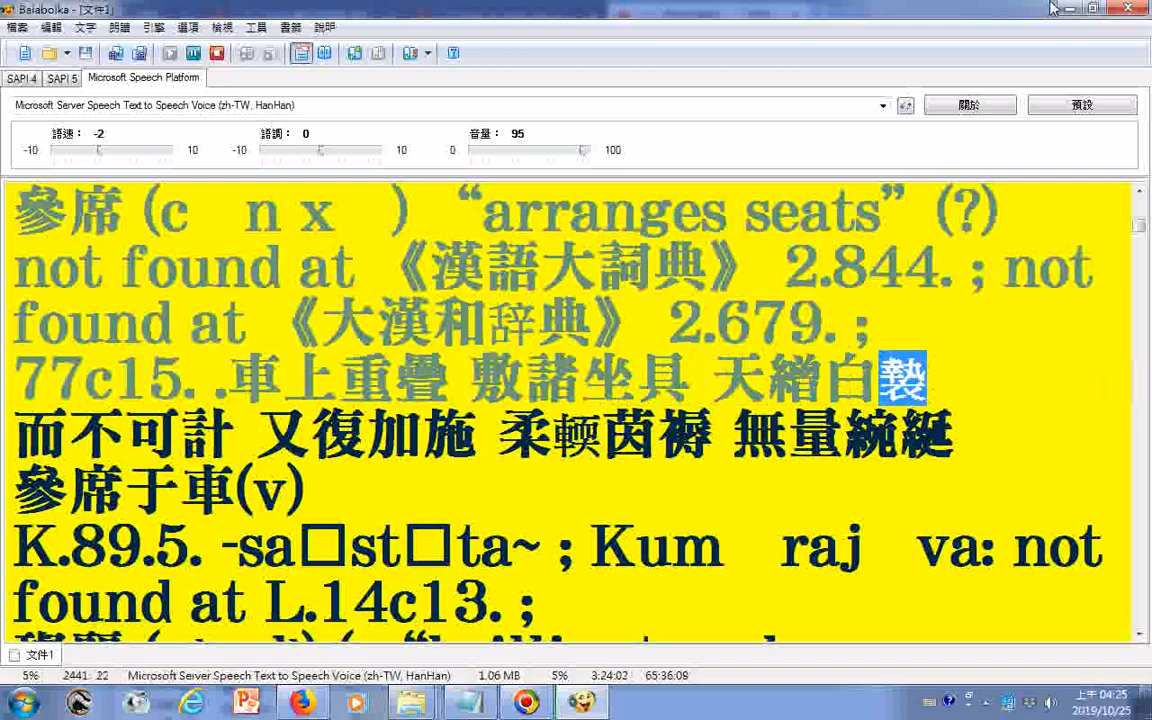 Balabolka - [文件1]
檔案 編輯 文字 朗讀 引擎 選項 檢視 工具 書籤 說明
SAPI 4 SAPI 5 Microsoft Speech Platform
Microsoft Server Speech Text to Speech Voice (zh-TW, HanHan) 關於 預設
語速： -2 語調： 0 音量： 95
-10 10 -10 10 0 100
參席 (c n x ) “arranges seats” (?)
not found at 《漢語大詞典》 2.844. ; not
found at 《大漢和辞典》 2.679. ;
77c15. .車上重疊 敷諸坐具 天繒白褺
而不可計 又復加施 柔輭茵褥 無量綩綖
參席于車(v)
K.89.5. -sa□st□ta~ ; Kum raj va: not
found at L.14c13. ;
文件1
5% 2441: 22 Microsoft Server Speech Text to Speech Voice (zh-TW, HanHan) 1.06 MB 5% 3:24:02 65:36:09
上午 04:25
2019/10/25